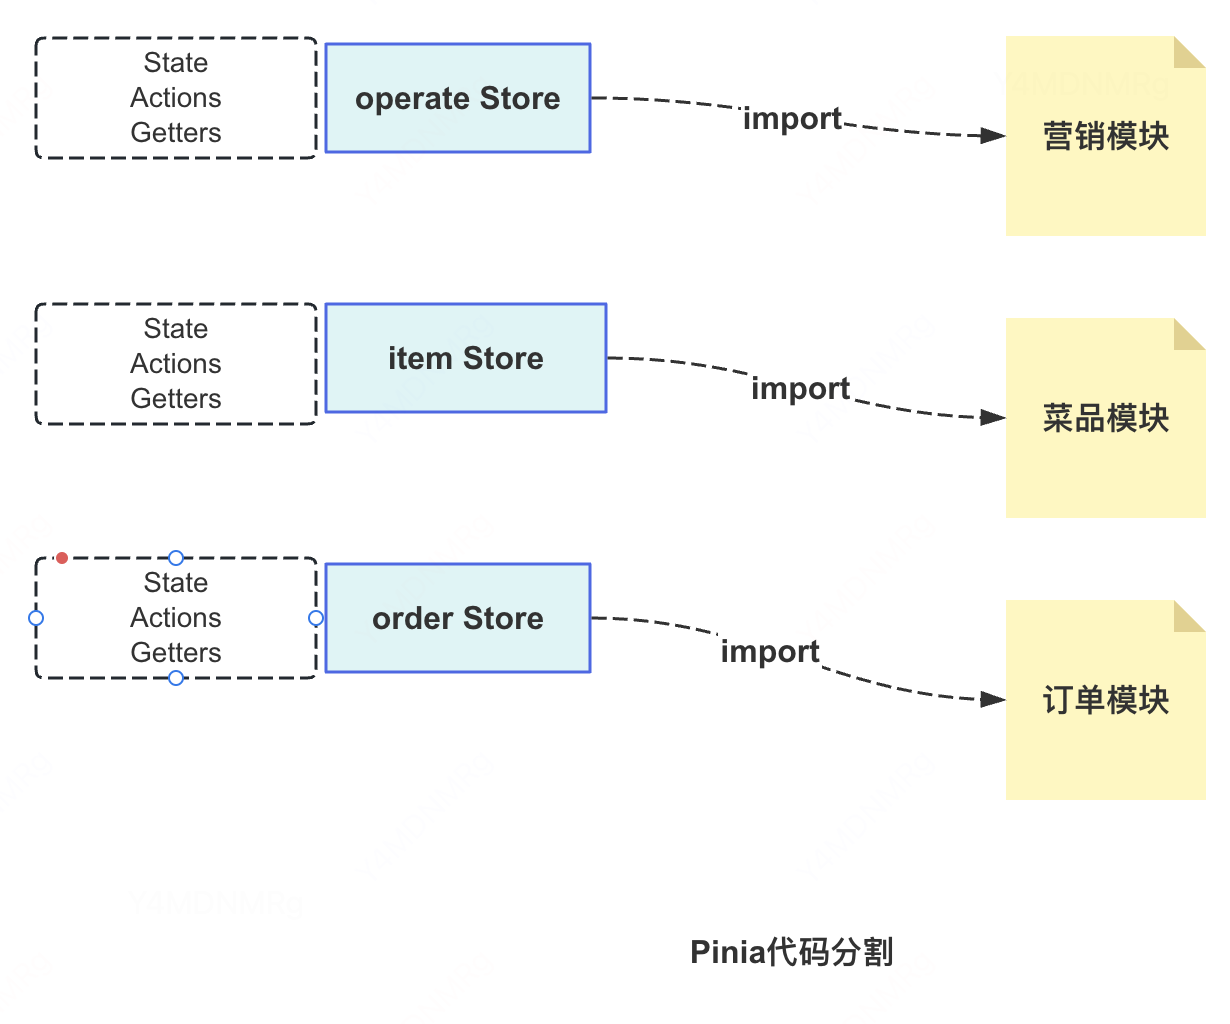 State
Actions
Getters
operate Store
import
营销模块
State
Actions
Getters
item Store
import
菜品模块
State
Actions
Getters
order Store
import
订单模块
Y4MDNMRg
Pinia代码分割